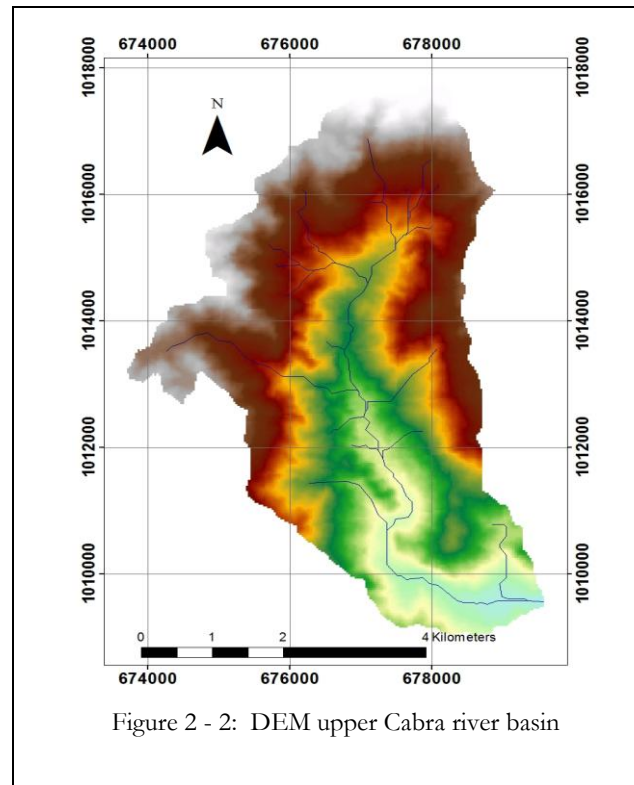 674000 676000 678000
1018000 1018000
N
1016000 1016000
1014000 1014000
1012000 1012000
1010000 1010000
0 1 2 4 Kilometers
674000 676000 678000
Figure 2 - 2: DEM upper Cabra river basin